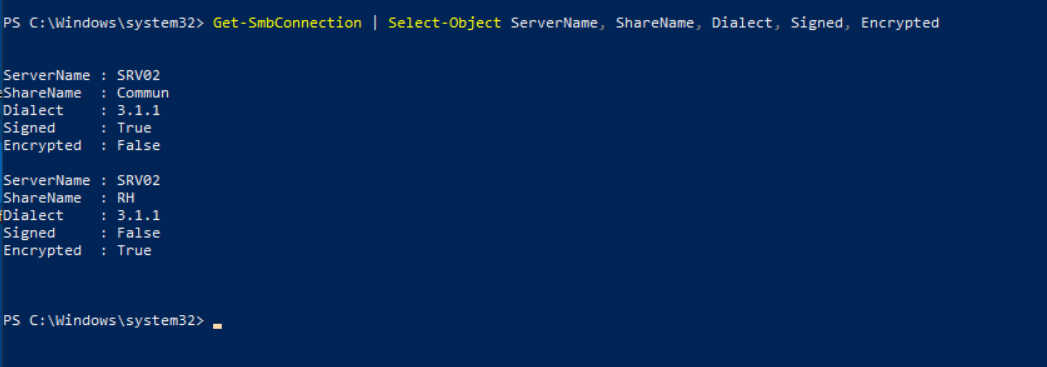 PS C:\Windows\system32> Get-SmbConnection | Select-Object ServerName, ShareName, Dialect, Signed, Encrypted
ServerName : SRV02
ShareName  : Commun
Dialect    : 3.1.1
Signed     : True
Encrypted  : False
ServerName : SRV02
ShareName  : RH
Dialect    : 3.1.1
Signed     : False
Encrypted  : True
PS C:\Windows\system32>